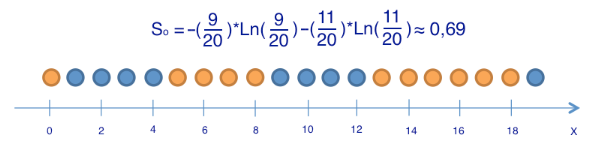 S₀ = -(9/20)*Ln(9/20) - (11/20)*Ln(11/20) ≈ 0,69
0 2 4 6 8 10 12 14 16 18 X